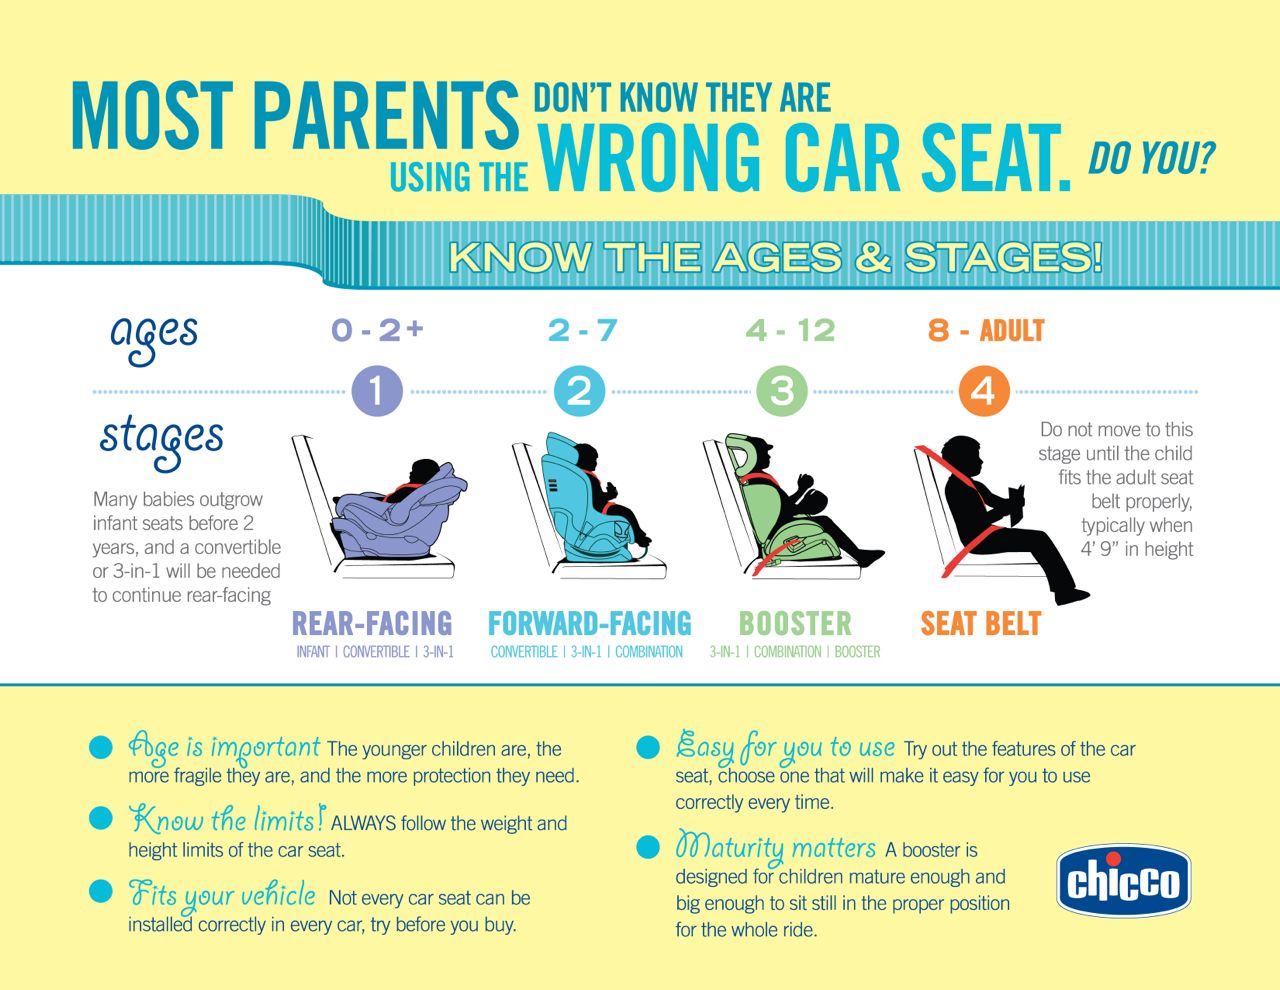 MOST PARENTS DON'T KNOW THEY ARE
USING THE WRONG CAR SEAT. DO YOU?
KNOW THE AGES & STAGES!
ages
0 - 2+
2 - 7
4 - 12
8 - ADULT
1
2
3
4
stages
Many babies outgrow
infant seats before 2
years, and a convertible
or 3-in-1 will be needed
to continue rear-facing
Do not move to this
stage until the child
fits the adult seat
belt properly,
typically when
4' 9" in height
REAR-FACING
INFANT | CONVERTIBLE | 3-IN-1
FORWARD-FACING
CONVERTIBLE | 3-IN-1 | COMBINATION
BOOSTER
3-IN-1 | COMBINATION | BOOSTER
SEAT BELT
Age is important The younger children are, the
more fragile they are, and the more protection they need.
Know the limits! ALWAYS follow the weight and
height limits of the car seat.
Fits your vehicle Not every car seat can be
installed correctly in every car, try before you buy.
Easy for you to use Try out the features of the car
seat, choose one that will make it easy for you to use
correctly every time.
Maturity matters A booster is
designed for children mature enough and
big enough to sit still in the proper position
for the whole ride.
chicco